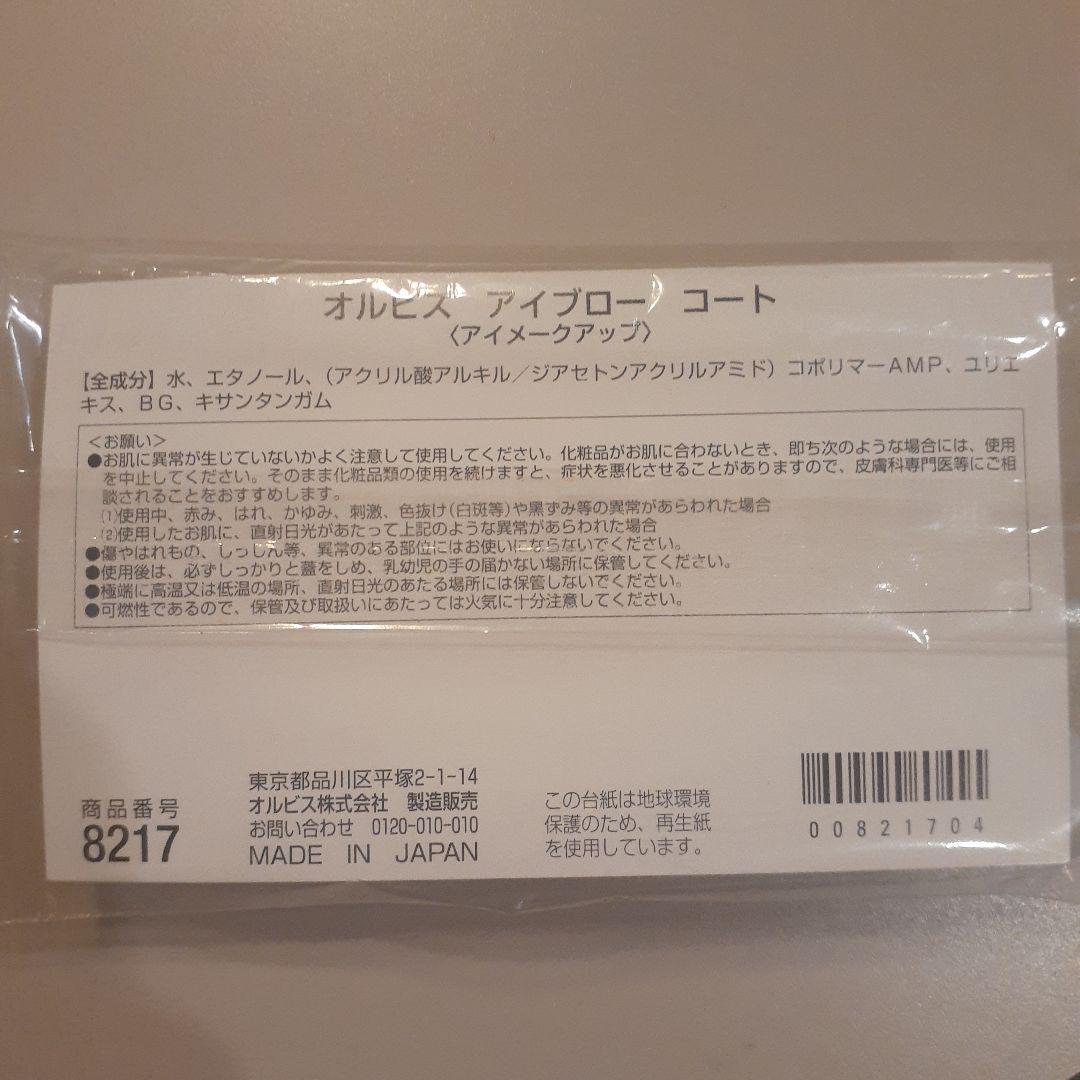 オルビス　アイブロー　コート
〈アイメークアップ〉
【全成分】水、エタノール、（アクリル酸アルキル／ジアセトンアクリルアミド）コポリマーＡＭＰ、ユリエ
キス、ＢＧ、キサンタンガム
＜お願い＞
●お肌に異常が生じていないかよく注意して使用してください。化粧品がお肌に合わないとき、即ち次のような場合には、使用
を中止してください。そのまま化粧品類の使用を続けますと、症状を悪化させることがありますので、皮膚科専門医等にご相
談されることをおすすめします。
⑴使用中、赤み、はれ、かゆみ、刺激、色抜け（白斑等）や黒ずみ等の異常があらわれた場合
⑵使用したお肌に、直射日光があたって上記のような異常があらわれた場合
●傷やはれもの、しっしん等、異常のある部位にはお使いにならないでください。
●使用後は、必ずしっかりと蓋をしめ、乳幼児の手の届かない場所に保管してください。
●極端に高温又は低温の場所、直射日光のあたる場所には保管しないでください。
●可燃性であるので、保管及び取扱いにあたっては火気に十分注意してください。
商品番号
8217
東京都品川区平塚2-1-14
オルビス株式会社　製造販売
お問い合わせ　0120-010-010
MADE IN JAPAN
この台紙は地球環境
保護のため、再生紙
を使用しています。
00821704